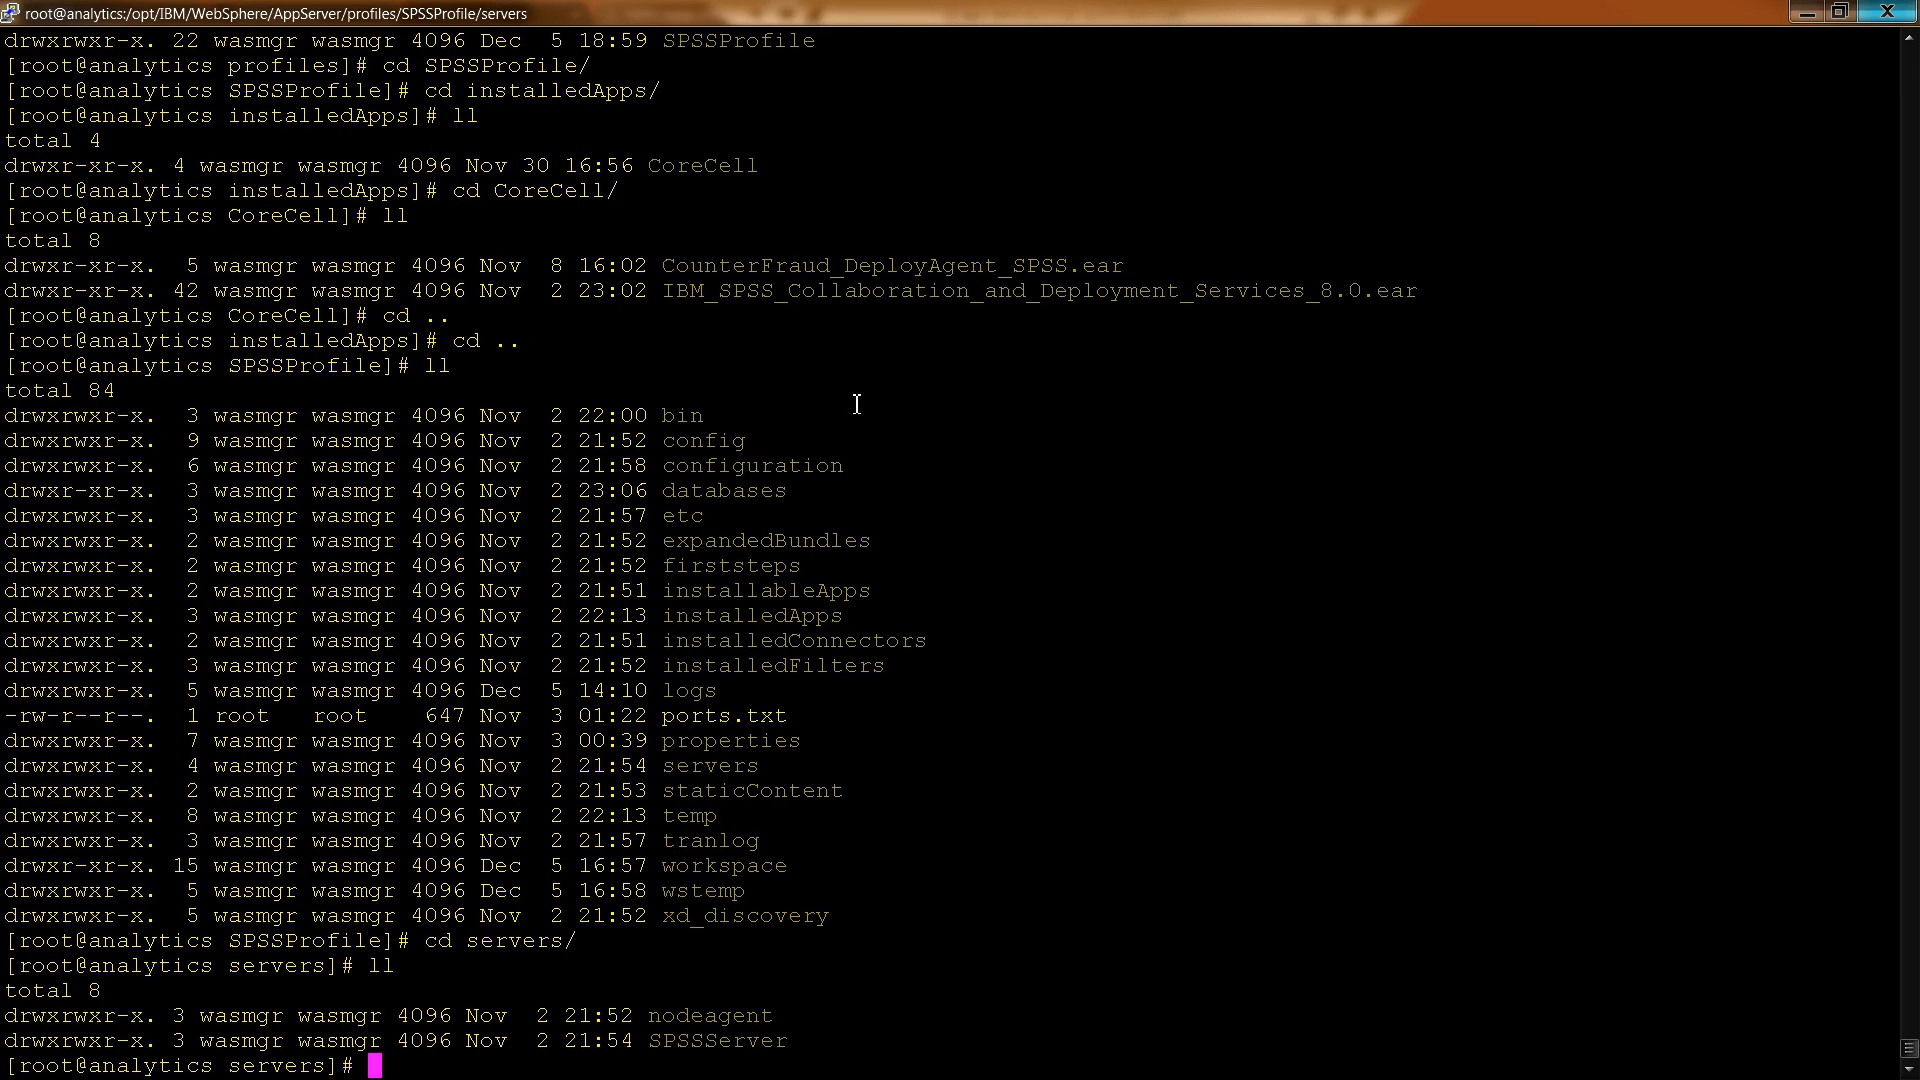 root@analytics:/opt/IBM/WebSphere/AppServer/profiles/SPSSProfile/servers
drwxrwxr-x. 22 wasmgr wasmgr 4096 Dec  5 18:59 SPSSProfile
[root@analytics profiles]# cd SPSSProfile/
[root@analytics SPSSProfile]# cd installedApps/
[root@analytics installedApps]# ll
total 4
drwxr-xr-x. 4 wasmgr wasmgr 4096 Nov 30 16:56 CoreCell
[root@analytics installedApps]# cd CoreCell/
[root@analytics CoreCell]# ll
total 8
drwxr-xr-x.  5 wasmgr wasmgr 4096 Nov  8 16:02 CounterFraud_DeployAgent_SPSS.ear
drwxr-xr-x. 42 wasmgr wasmgr 4096 Nov  2 23:02 IBM_SPSS_Collaboration_and_Deployment_Services_8.0.ear
[root@analytics CoreCell]# cd ..
[root@analytics installedApps]# cd ..
[root@analytics SPSSProfile]# ll
total 84
drwxrwxr-x.  3 wasmgr wasmgr 4096 Nov  2 22:00 bin
drwxrwxr-x.  9 wasmgr wasmgr 4096 Nov  2 21:52 config
drwxrwxr-x.  6 wasmgr wasmgr 4096 Nov  2 21:58 configuration
drwxr-xr-x.  3 wasmgr wasmgr 4096 Nov  2 23:06 databases
drwxrwxr-x.  3 wasmgr wasmgr 4096 Nov  2 21:57 etc
drwxrwxr-x.  2 wasmgr wasmgr 4096 Nov  2 21:52 expandedBundles
drwxrwxr-x.  2 wasmgr wasmgr 4096 Nov  2 21:52 firststeps
drwxrwxr-x.  2 wasmgr wasmgr 4096 Nov  2 21:51 installableApps
drwxrwxr-x.  3 wasmgr wasmgr 4096 Nov  2 22:13 installedApps
drwxrwxr-x.  2 wasmgr wasmgr 4096 Nov  2 21:51 installedConnectors
drwxrwxr-x.  3 wasmgr wasmgr 4096 Nov  2 21:52 installedFilters
drwxrwxr-x.  5 wasmgr wasmgr 4096 Dec  5 14:10 logs
-rw-r--r--.  1 root   root    647 Nov  3 01:22 ports.txt
drwxrwxr-x.  7 wasmgr wasmgr 4096 Nov  3 00:39 properties
drwxrwxr-x.  4 wasmgr wasmgr 4096 Nov  2 21:54 servers
drwxrwxr-x.  2 wasmgr wasmgr 4096 Nov  2 21:53 staticContent
drwxrwxr-x.  8 wasmgr wasmgr 4096 Nov  2 22:13 temp
drwxrwxr-x.  3 wasmgr wasmgr 4096 Nov  2 21:57 tranlog
drwxr-xr-x. 15 wasmgr wasmgr 4096 Dec  5 16:57 workspace
drwxrwxr-x.  5 wasmgr wasmgr 4096 Dec  5 16:58 wstemp
drwxrwxr-x.  5 wasmgr wasmgr 4096 Nov  2 21:52 xd_discovery
[root@analytics SPSSProfile]# cd servers/
[root@analytics servers]# ll
total 8
drwxrwxr-x. 3 wasmgr wasmgr 4096 Nov  2 21:52 nodeagent
drwxrwxr-x. 3 wasmgr wasmgr 4096 Nov  2 21:54 SPSSServer
[root@analytics servers]#